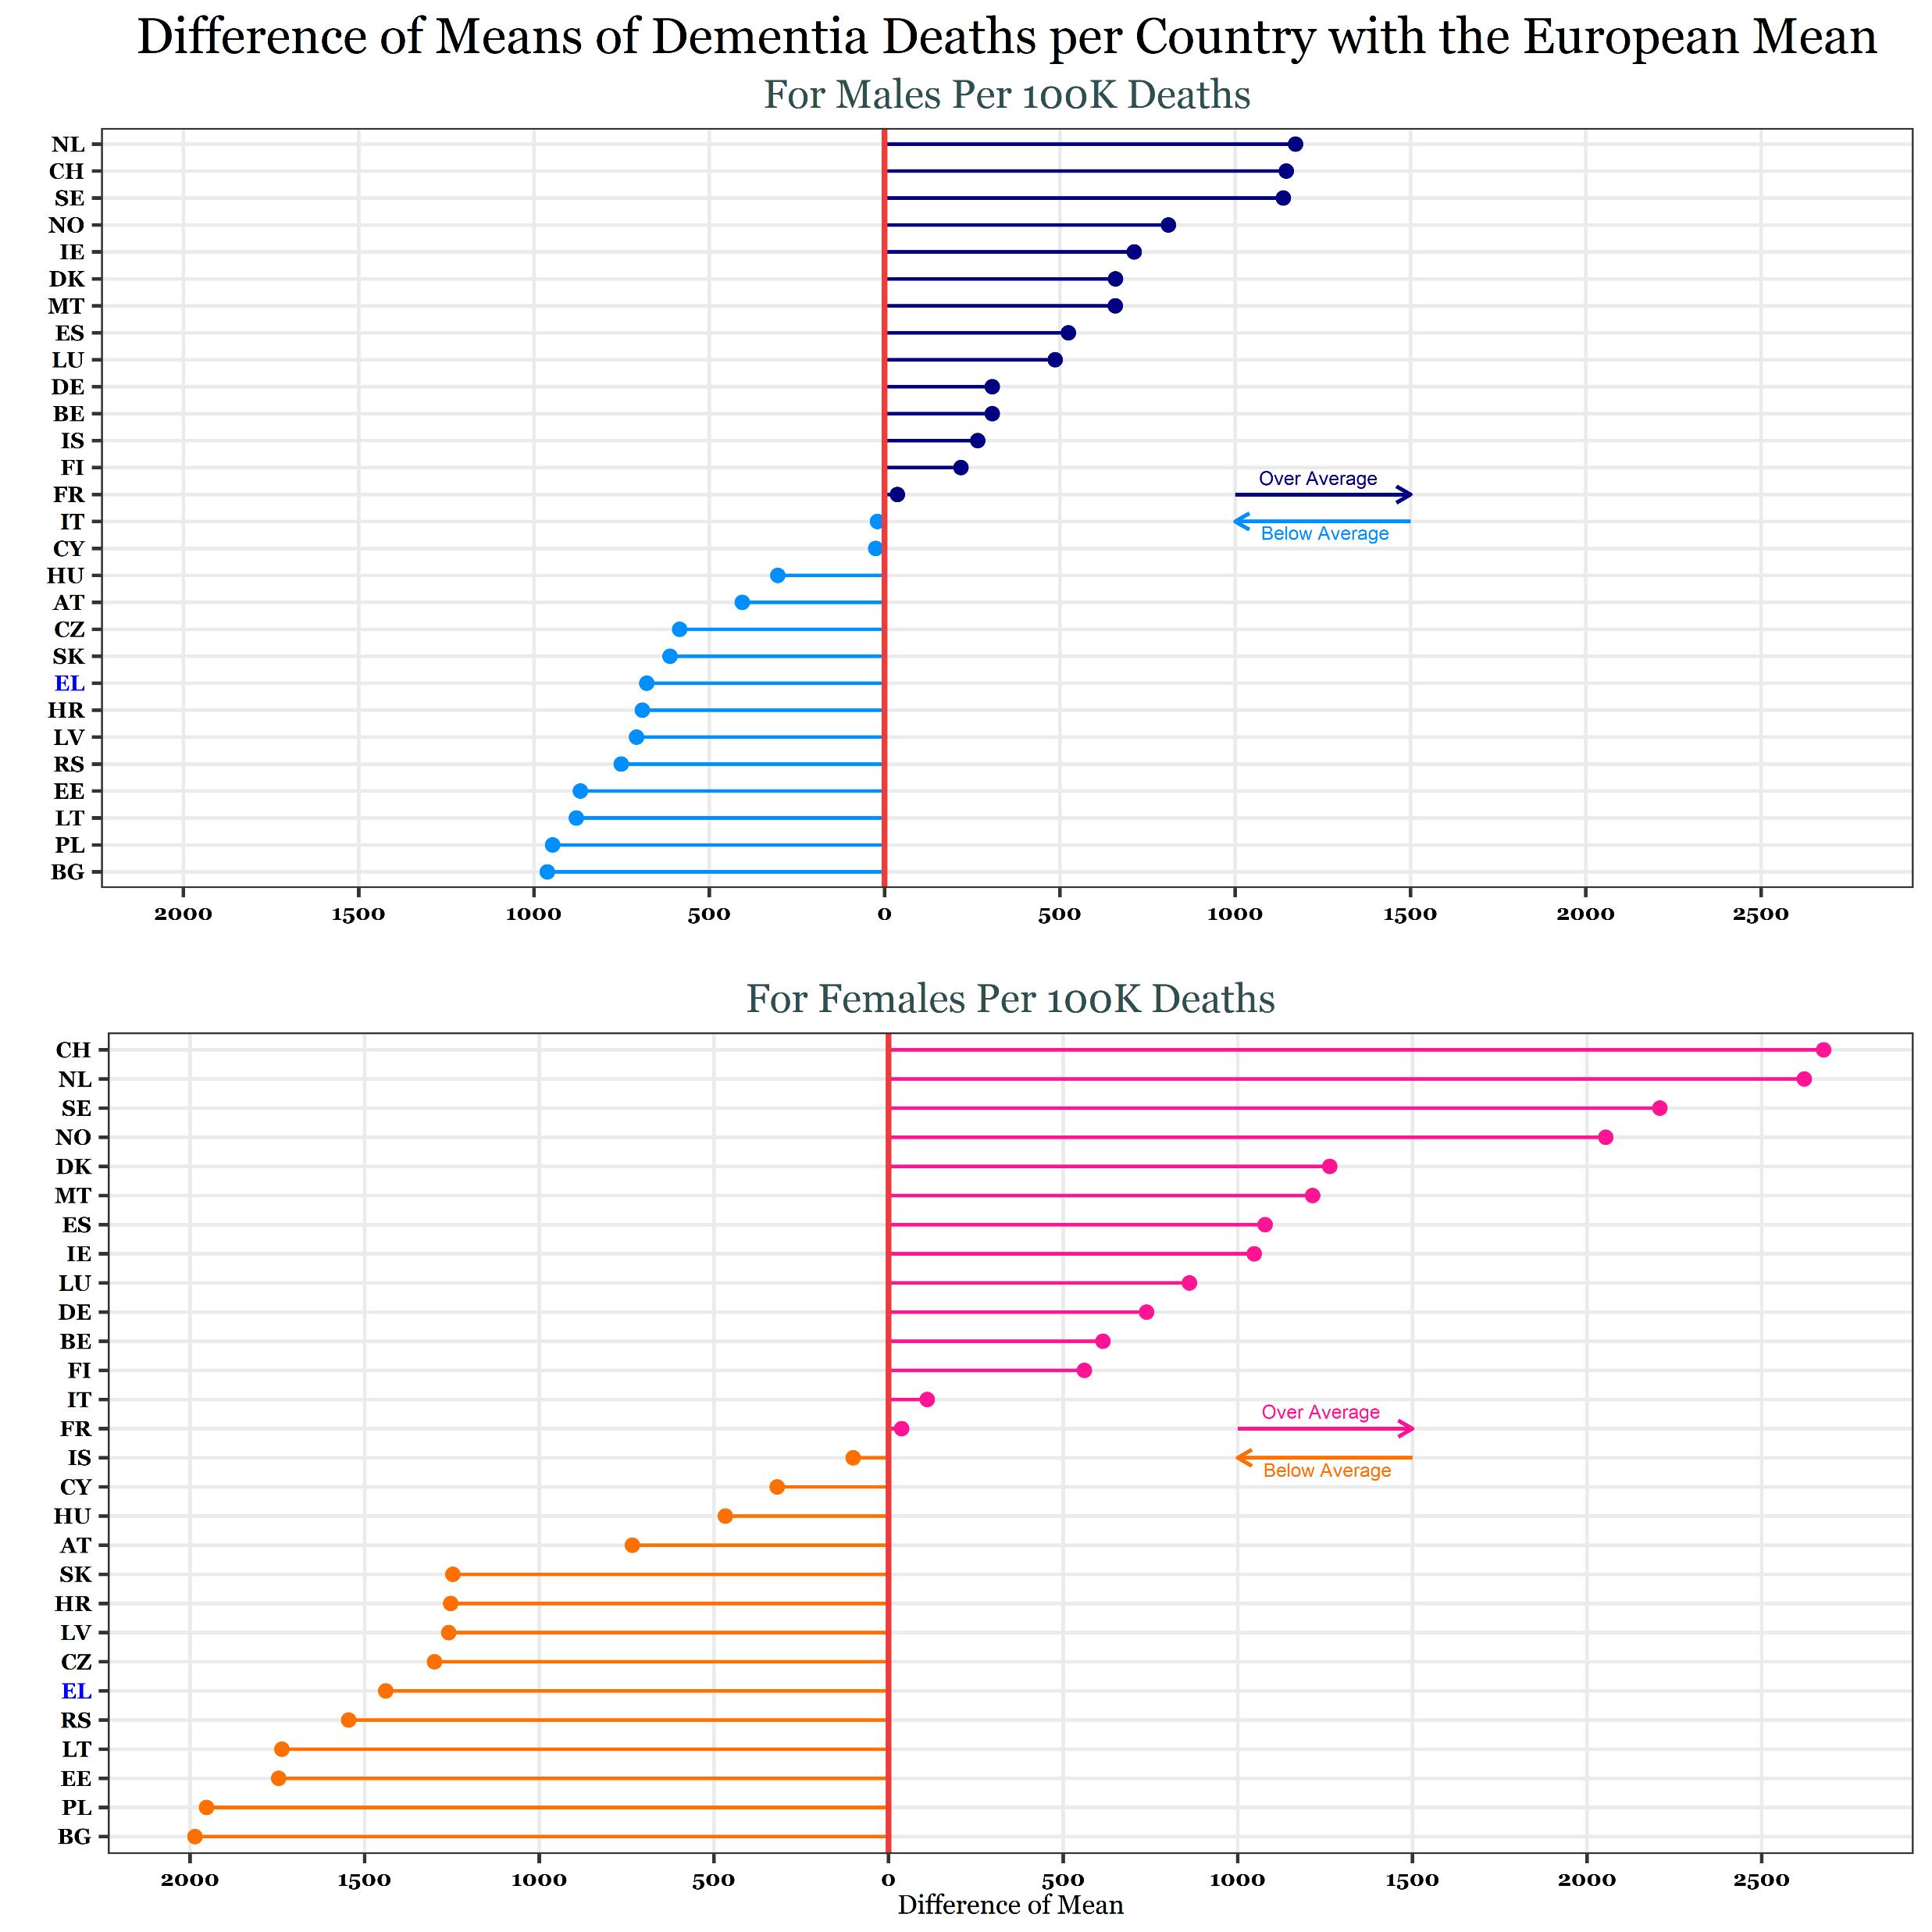 Difference of Means of Dementia Deaths per Country with the European Mean
For Males Per 100K Deaths
NL
CH
SE
NO
IE
DK
MT
ES
LU
DE
BE
IS
FI
FR
IT
CY
HU
AT
CZ
SK
EL
HR
LV
RS
EE
LT
PL
BG
Over Average
Below Average
2000 1500 1000 500 0 500 1000 1500 2000 2500
For Females Per 100K Deaths
CH
NL
SE
NO
DK
MT
ES
IE
LU
DE
BE
FI
IT
FR
IS
CY
HU
AT
SK
HR
LV
CZ
EL
RS
LT
EE
PL
BG
Over Average
Below Average
2000 1500 1000 500 0 500 1000 1500 2000 2500
Difference of Mean